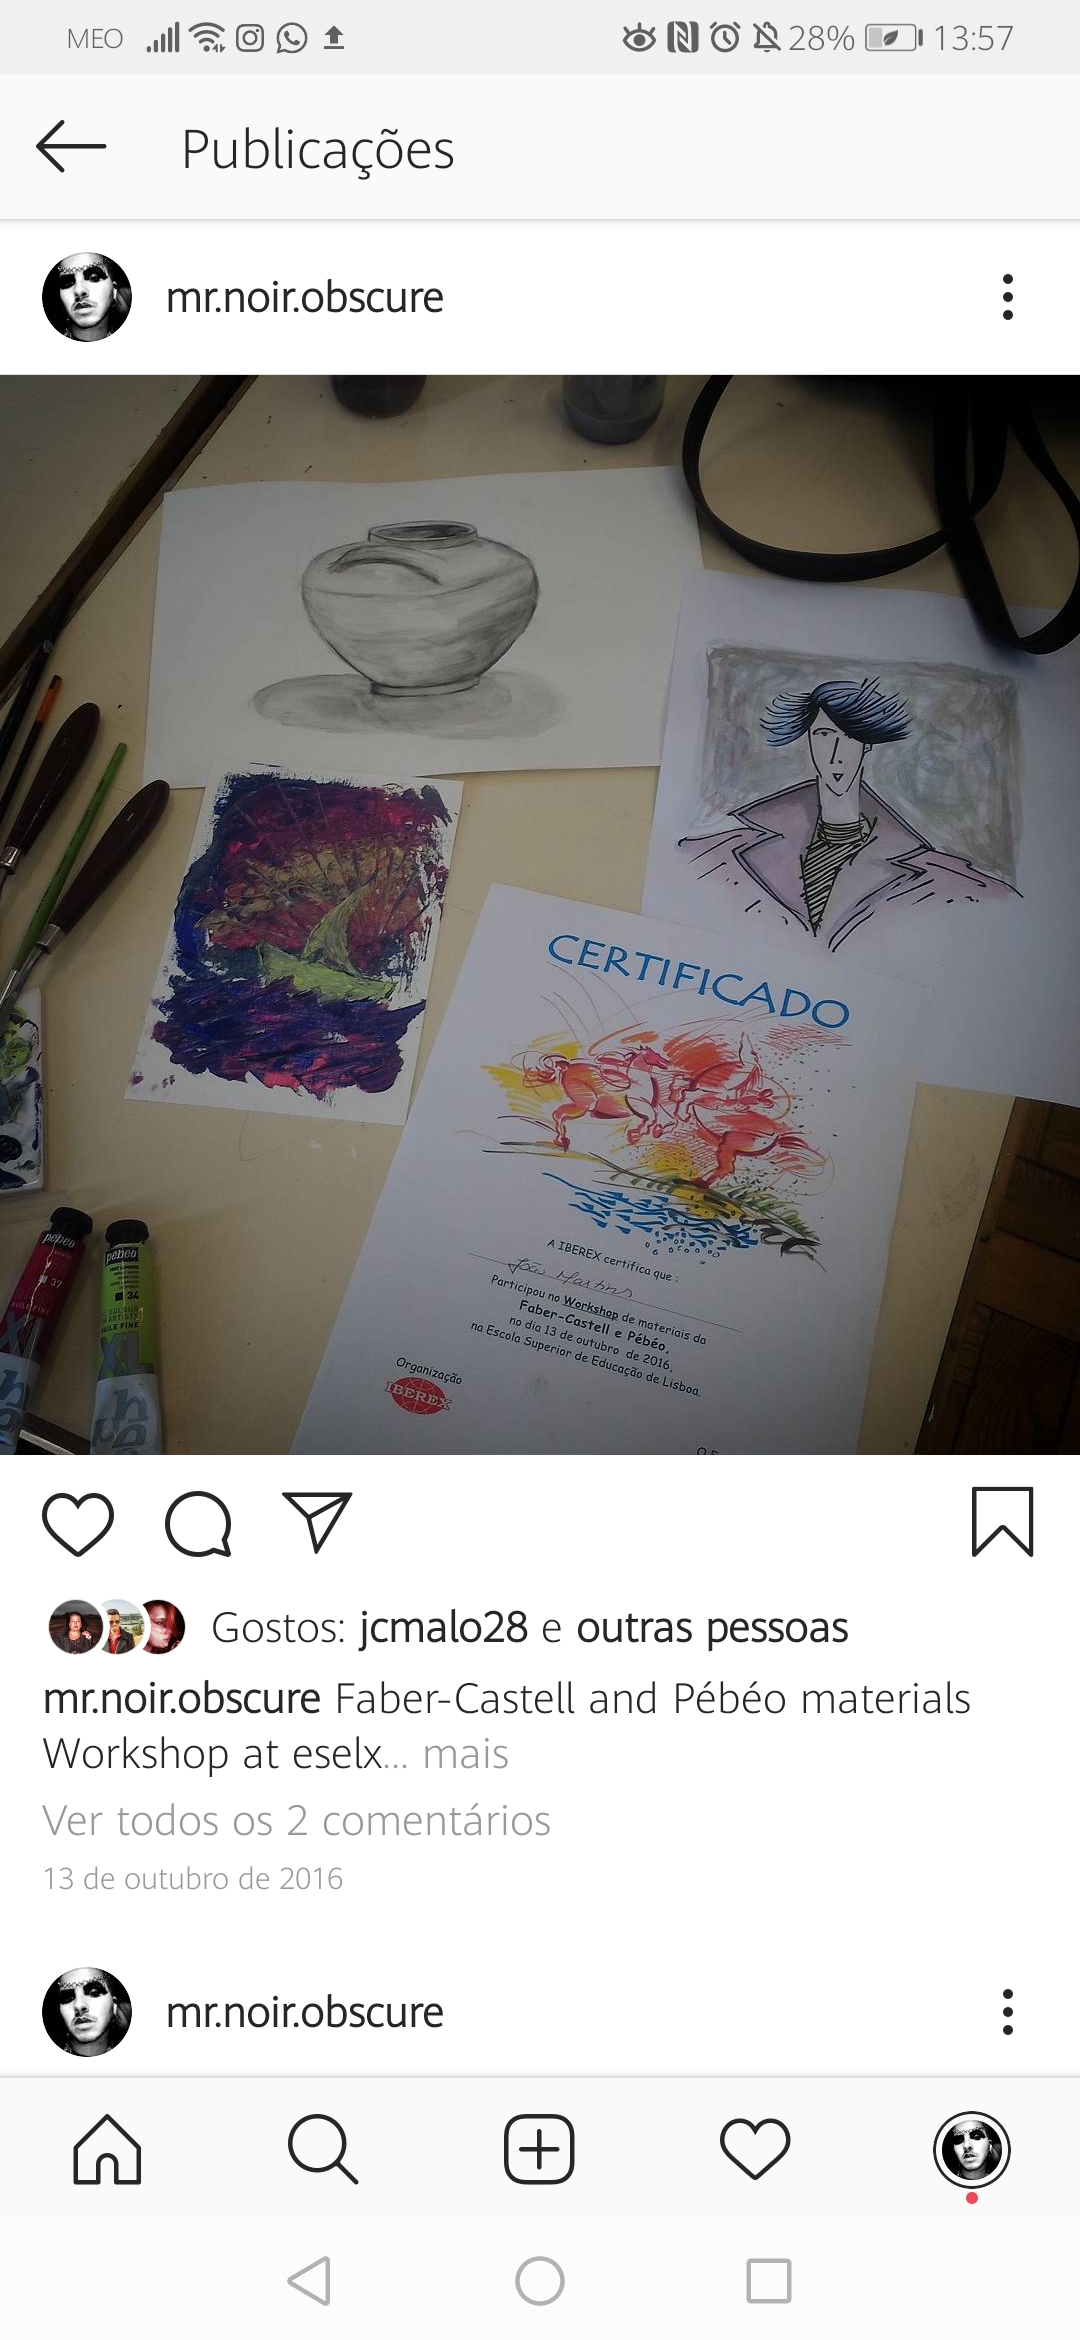 MEO 28% 13:57
Publicações
mr.noir.obscure
CERTIFICADO
A IBEREX certifica que :
João Martins
Participou no Workshop de materiais da
Faber-Castell e Pébéo,
no dia 13 de outubro de 2016,
na Escola Superior de Educação de Lisboa.
Organização
IBEREX
pebeo
37
pebeo
34
Gostos: jcmalo28 e outras pessoas
mr.noir.obscure Faber-Castell and Pébéo materials
Workshop at eselx... mais
Ver todos os 2 comentários
13 de outubro de 2016
mr.noir.obscure